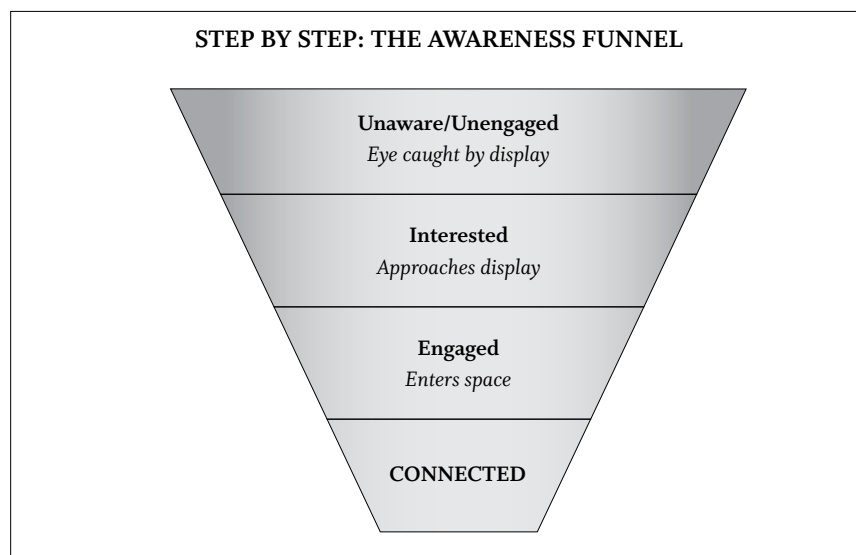 STEP BY STEP: THE AWARENESS FUNNEL
Unaware/Unengaged
Eye caught by display
Interested
Approaches display
Engaged
Enters space
CONNECTED